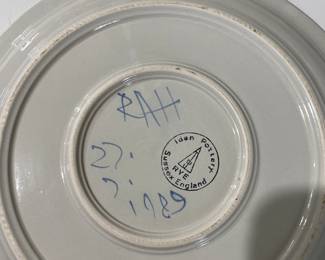 RAH
27.
7.
1989
Iden Pottery
RYE
Sussex England